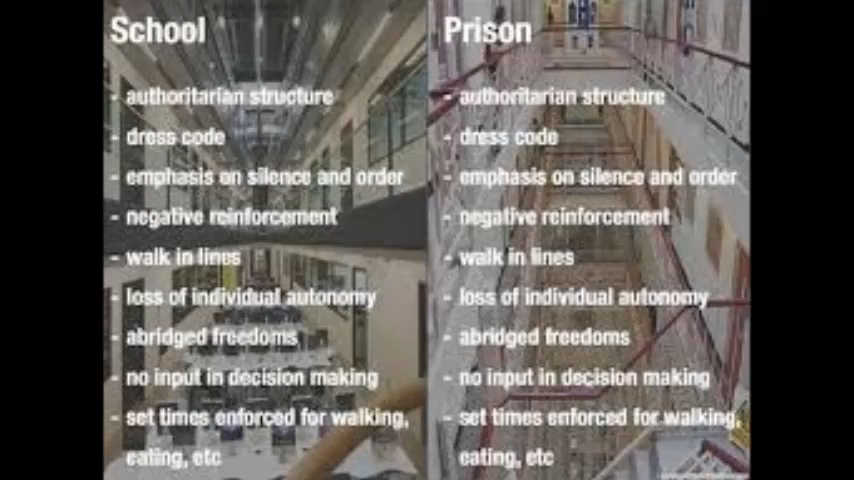 School
- authoritarian structure
- dress code
- emphasis on silence and order
- negative reinforcement
- walk in lines
- loss of individual autonomy
- abridged freedoms
- no input in decision making
- set times enforced for walking,
eating, etc
Prison
- authoritarian structure
- dress code
- emphasis on silence and order
- negative reinforcement
- walk in lines
- loss of individual autonomy
- abridged freedoms
- no input in decision making
- set times enforced for walking,
eating, etc